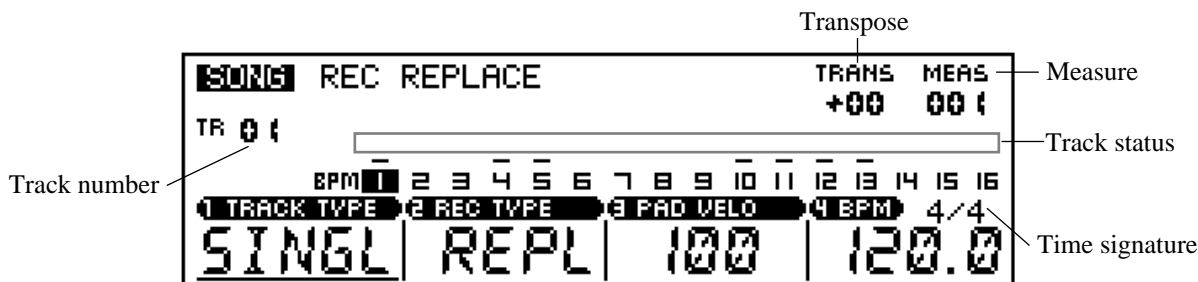 Transpose
SONG REC REPLACE TRANS MEAS Measure
+00 001
TR 01 Track status
Track number
BPM 1 2 3 4 5 6 7 8 9 10 11 12 13 14 15 16
1 TRACK TYPE 2 REC TYPE 3 PAD VELO 4 BPM 4/4
SINGL REPL 100 120.0 Time signature